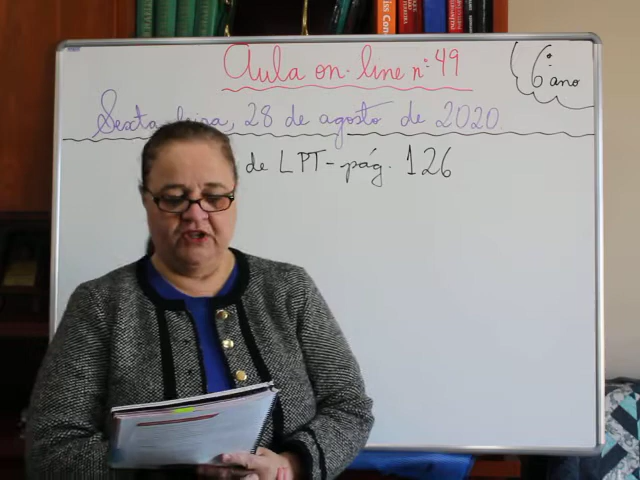 Aula on-line nº 49
6º ano
Sexta-feira, 28 de agosto de 2020
de LPT - pág. 126